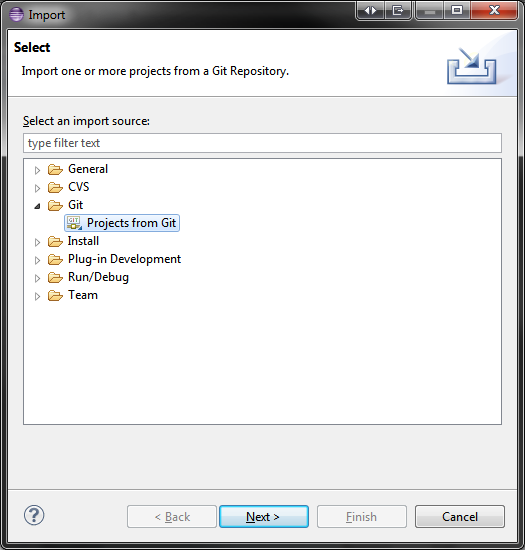 Import
Select
Import one or more projects from a Git Repository.
Select an import source:
type filter text
General
CVS
Git
GIT
Projects from Git
Install
Plug-in Development
Run/Debug
Team
?
< Back
Next >
Finish
Cancel